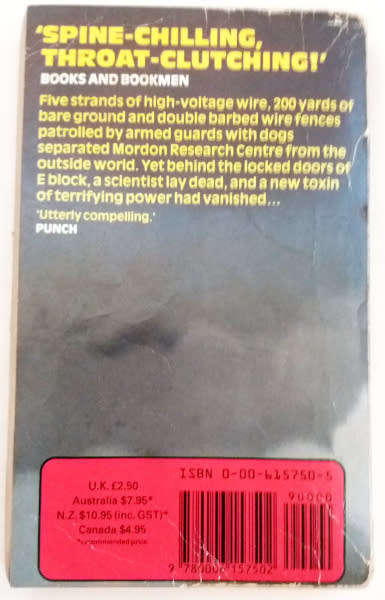 ‘SPINE-CHILLING,
THROAT-CLUTCHING!’
BOOKS AND BOOKMEN
Five strands of high-voltage wire, 200 yards of
bare ground and double barbed wire fences
patrolled by armed guards with dogs
separated Mordon Research Centre from the
outside world. Yet behind the locked doors of
E block, a scientist lay dead, and a new toxin
of terrifying power had vanished...
‘Utterly compelling.’
PUNCH
ISBN 0-00-615750-5
U.K. £2.50
Australia $7.95*
N.Z. $10.95 (inc. GST)*
Canada $4.95
*recommended price
90000
9 780006 157502